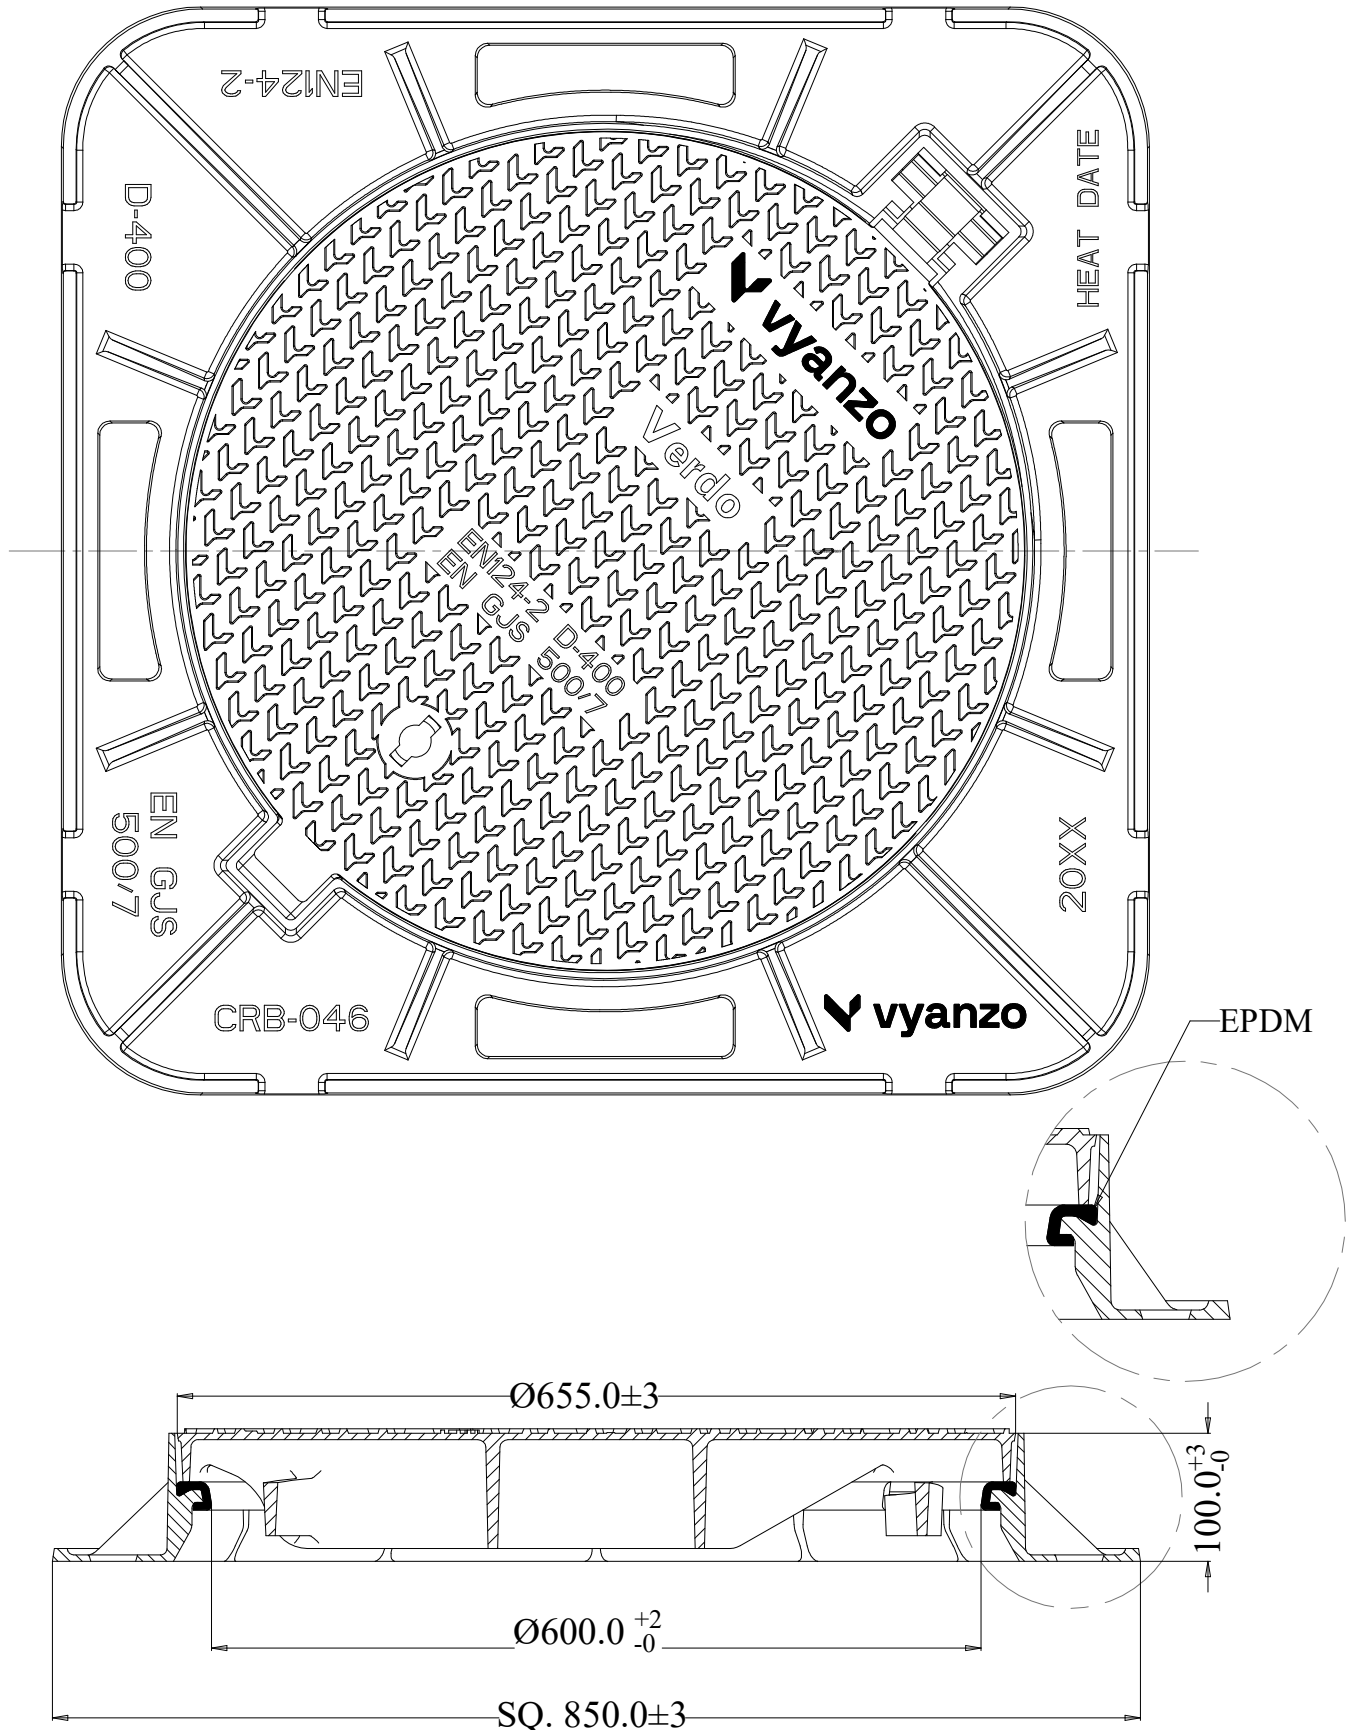 EN124-2
D-400
HEAT DATE
vyanzo
Verdo
EN124-2 D-400
EN GJS 500/7
EN GJS
500/7
20XX
CRB-046
vyanzo
EPDM
Ø655.0±3
100.0 +3 -0
Ø600.0 +2 -0
SQ. 850.0±3